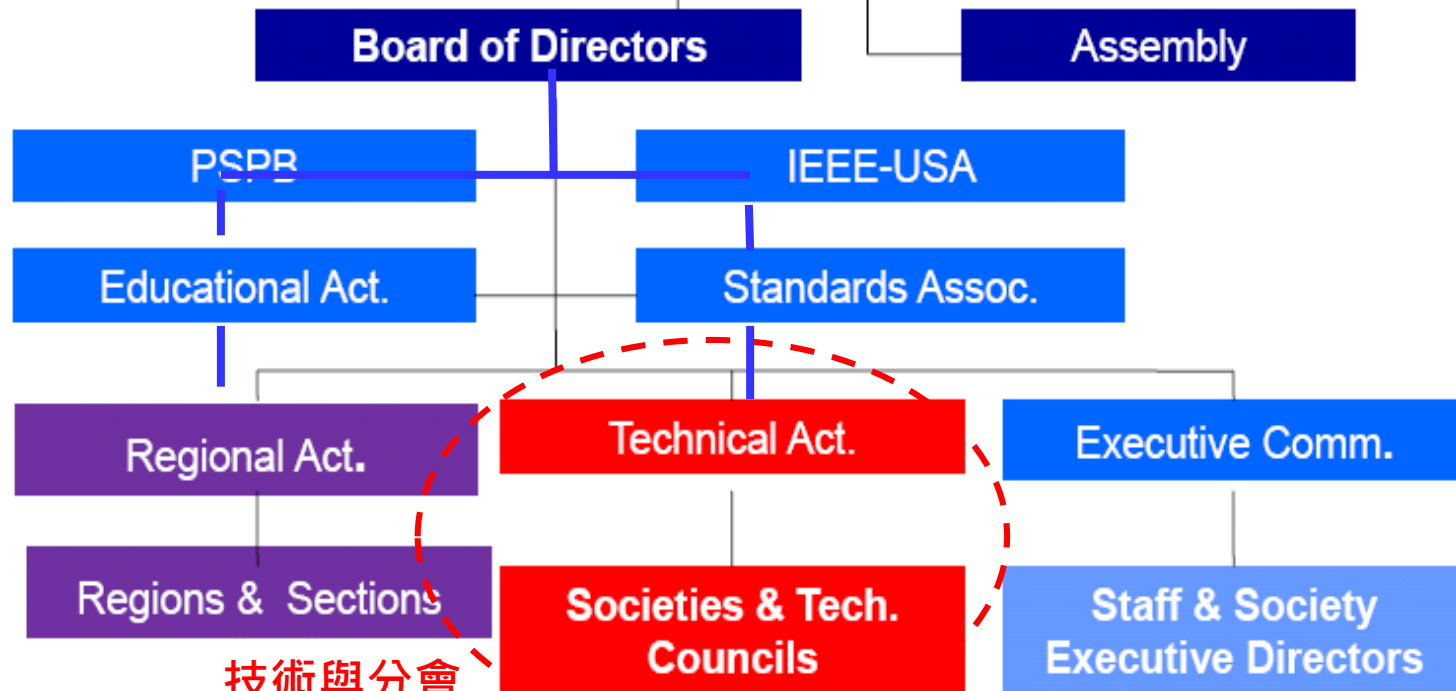 Board of Directors
Assembly
PSPB
IEEE-USA
Educational Act.
Standards Assoc.
Regional Act.
Technical Act.
Executive Comm.
Regions & Sections
Societies & Tech.
Councils
Staff & Society
Executive Directors
技術與分會